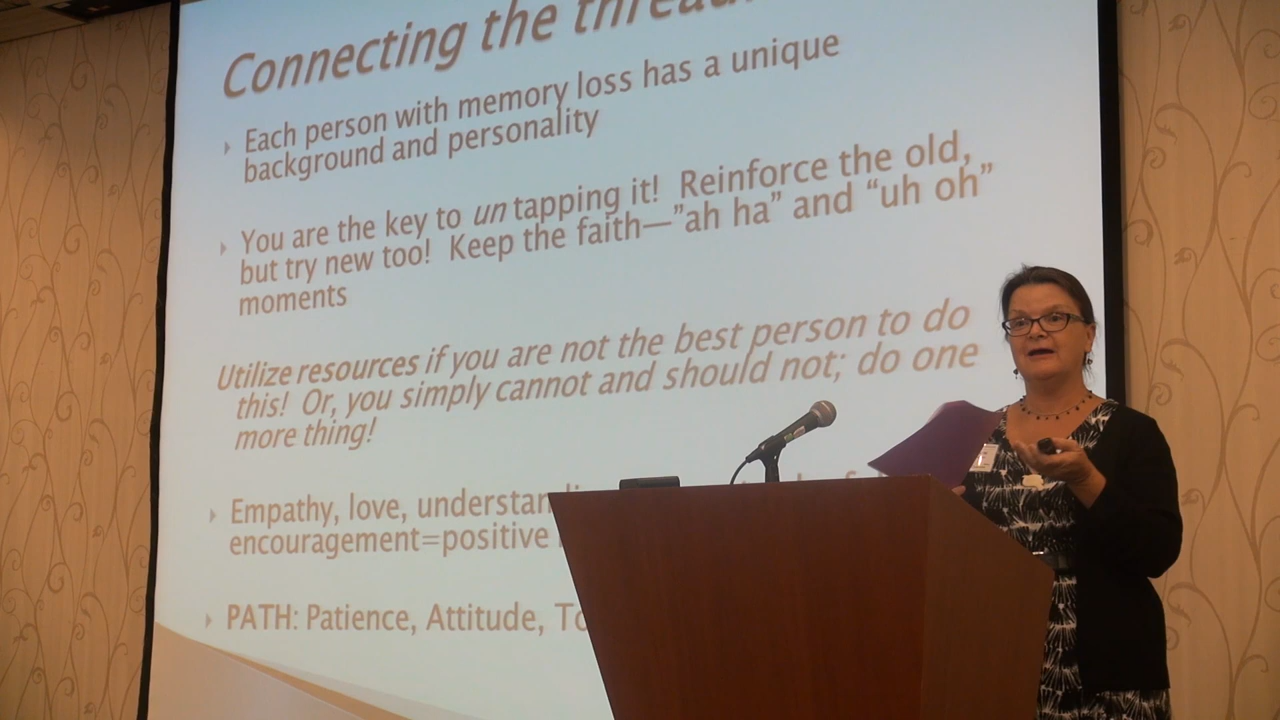 Connecting the
Each person with memory loss has a unique
background and personality
You are the key to un tapping it! Reinforce the old,
but try new too! Keep the faith—”ah ha” and “uh oh”
moments
Utilize resources if you are not the best person to do
this! Or, you simply cannot and should not; do one
more thing!
Empathy, love,
encouragement=positive
PATH: Patience, Attitude,